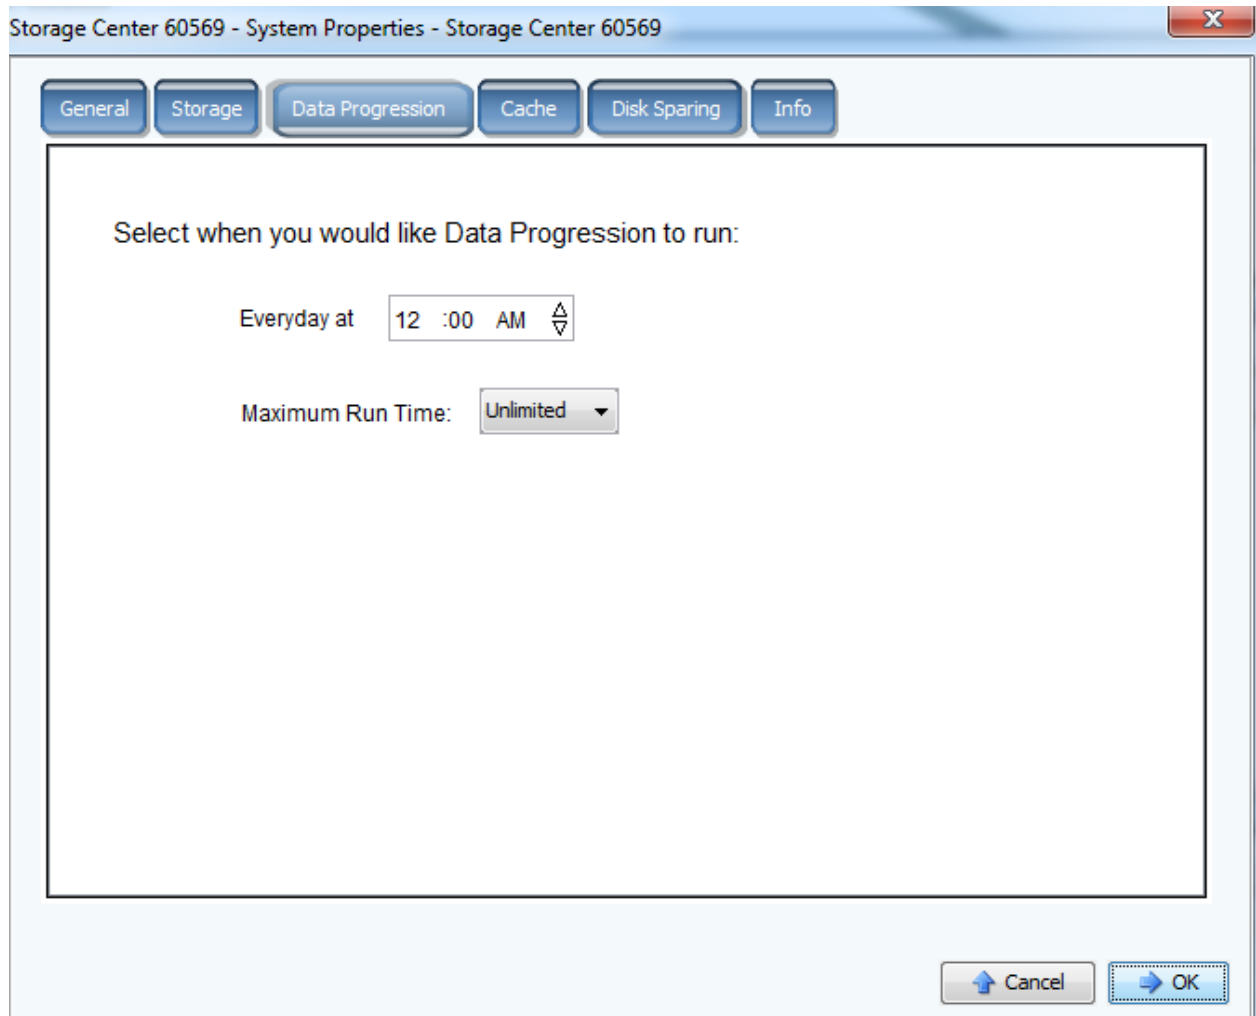 Storage Center 60569 - System Properties - Storage Center 60569
General Storage Data Progression Cache Disk Sparing Info
Select when you would like Data Progression to run:
Everyday at 12 :00 AM
Maximum Run Time: Unlimited
Cancel OK